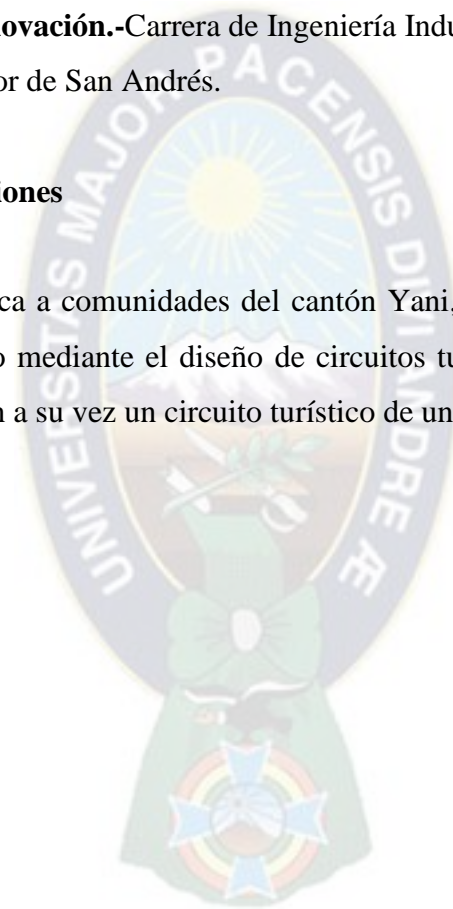 ovación.-Carrera de Ingeniería Indu
or de San Andrés.
iones
ca a comunidades del cantón Yani,
o mediante el diseño de circuitos tu
n a su vez un circuito turístico de un
UNIVERSITAS MAJOR PACENSIS DIVI ANDRE Æ